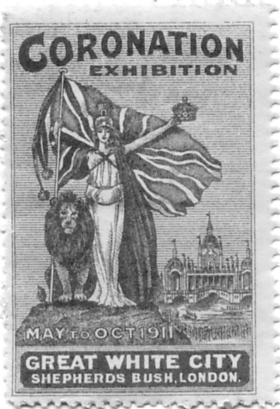 CORONATION
EXHIBITION
MAY TO OCT 1911
GREAT WHITE CITY
SHEPHERDS BUSH, LONDON.